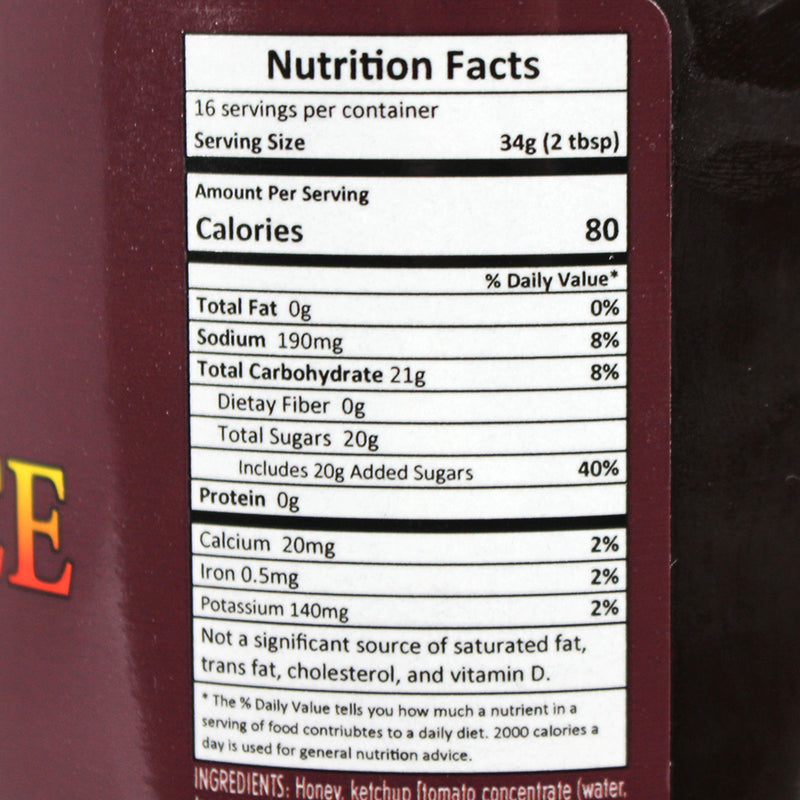 Nutrition Facts
16 servings per container
Serving Size 34g (2 tbsp)
Amount Per Serving
Calories 80
% Daily Value*
Total Fat 0g 0%
Sodium 190mg 8%
Total Carbohydrate 21g 8%
Dietay Fiber 0g
Total Sugars 20g
Includes 20g Added Sugars 40%
Protein 0g
Calcium 20mg 2%
Iron 0.5mg 2%
Potassium 140mg 2%
Not a significant source of saturated fat,
trans fat, cholesterol, and vitamin D.
* The % Daily Value tells you how much a nutrient in a
serving of food contriubtes to a daily diet. 2000 calories a
day is used for general nutrition advice.
INGREDIENTS: Honey, ketchup [tomato concentrate (water,